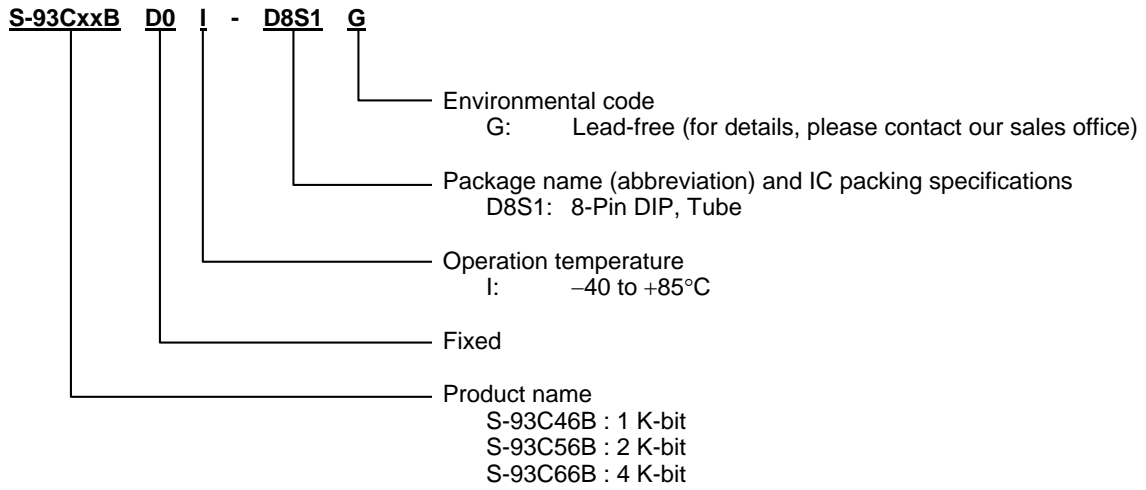 S-93CxxB D0 I - D8S1 G
Environmental code
G: Lead-free (for details, please contact our sales office)
Package name (abbreviation) and IC packing specifications
D8S1: 8-Pin DIP, Tube
Operation temperature
I: −40 to +85°C
Fixed
Product name
S-93C46B : 1 K-bit
S-93C56B : 2 K-bit
S-93C66B : 4 K-bit